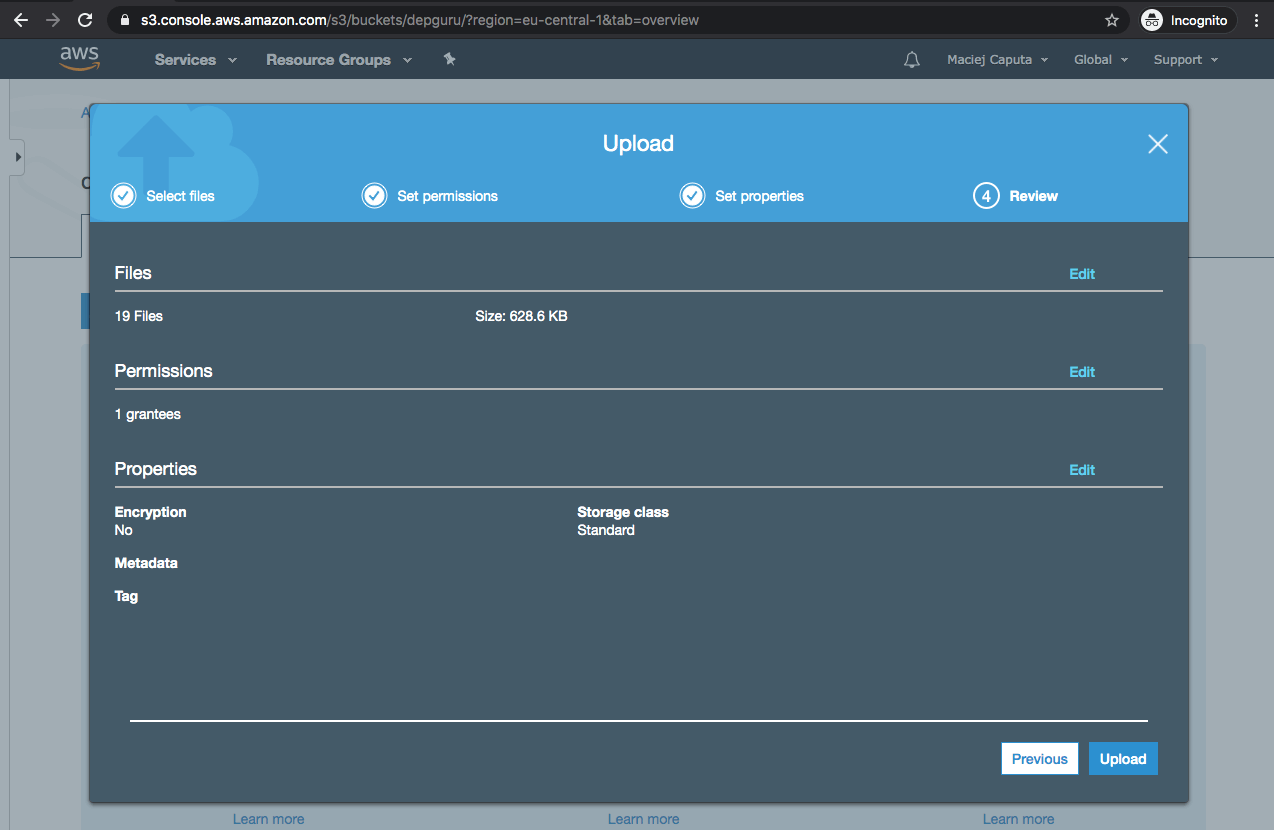 s3.console.aws.amazon.com/s3/buckets/depguru/?region=eu-central-1&tab=overview
Incognito
aws
Services
Resource Groups
Maciej Caputa
Global
Support
Upload
Select files
Set permissions
Set properties
4 Review
Files
Edit
19 Files
Size: 628.6 KB
Permissions
Edit
1 grantees
Properties
Edit
Encryption
Storage class
No
Standard
Metadata
Tag
Previous
Upload
Learn more
Learn more
Learn more